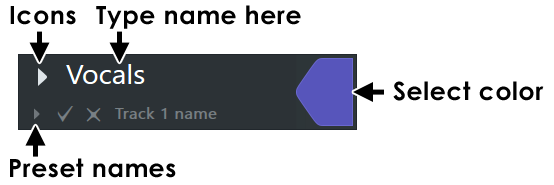 Icons Type name here
Vocals
Select color
Track 1 name
Preset names